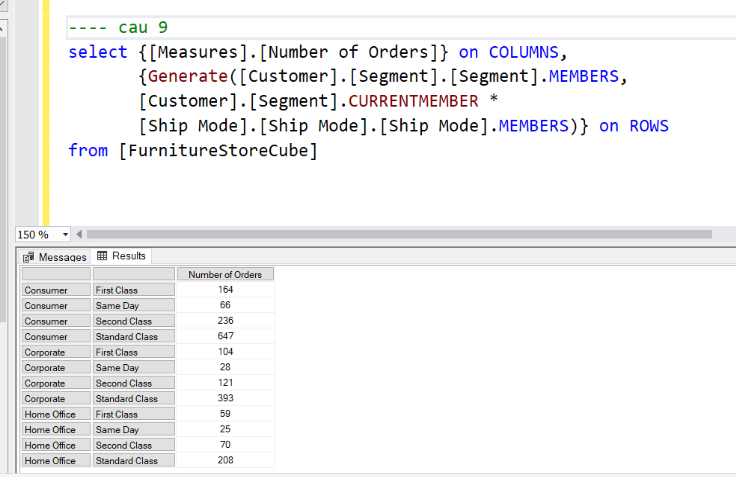 ---- cau 9
select {[Measures].[Number of Orders]} on COLUMNS,
{Generate([Customer].[Segment].[Segment].MEMBERS,
[Customer].[Segment].CURRENTMEMBER *
[Ship Mode].[Ship Mode].[Ship Mode].MEMBERS)} on ROWS
from [FurnitureStoreCube]
150 %
Messages Results
Number of Orders
Consumer First Class 164
Consumer Same Day 66
Consumer Second Class 236
Consumer Standard Class 647
Corporate First Class 104
Corporate Same Day 28
Corporate Second Class 121
Corporate Standard Class 393
Home Office First Class 59
Home Office Same Day 25
Home Office Second Class 70
Home Office Standard Class 208